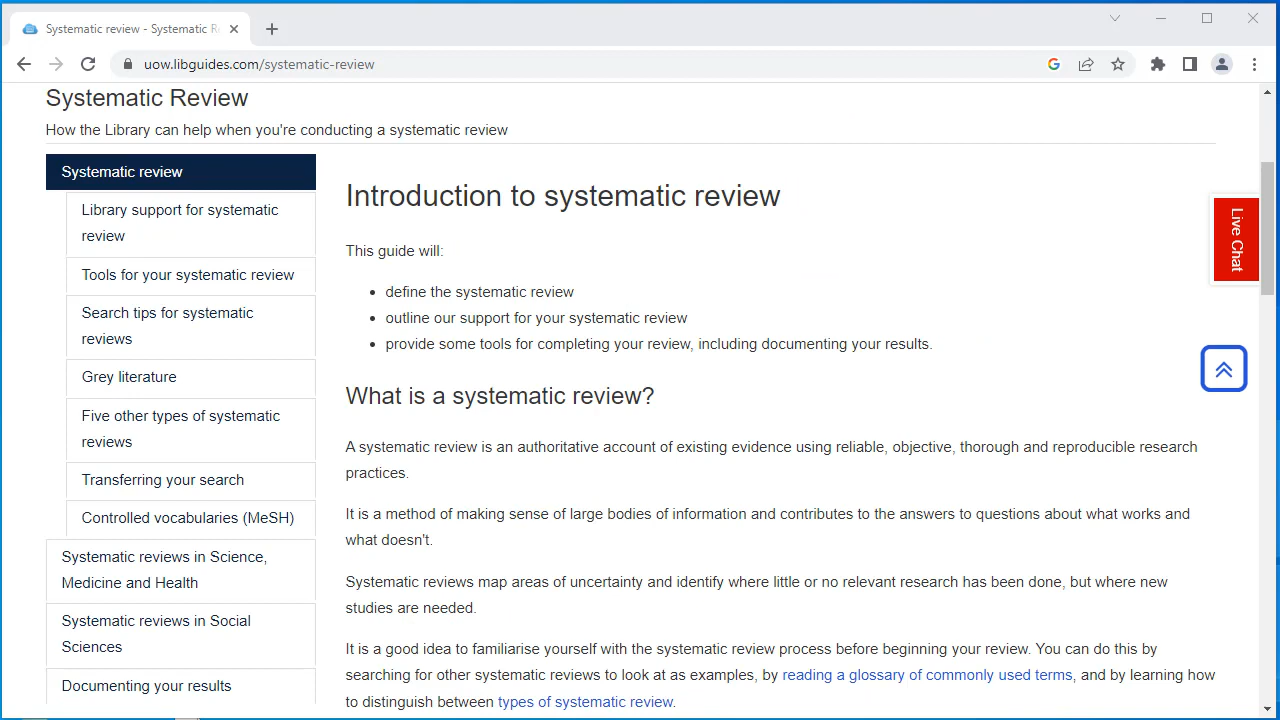 Systematic review - Systematic R
uow.libguides.com/systematic-review
Systematic Review
How the Library can help when you're conducting a systematic review
Systematic review
Library support for systematic
review
Tools for your systematic review
Search tips for systematic
reviews
Grey literature
Five other types of systematic
reviews
Transferring your search
Controlled vocabularies (MeSH)
Systematic reviews in Science,
Medicine and Health
Systematic reviews in Social
Sciences
Documenting your results
Introduction to systematic review
This guide will:
define the systematic review
outline our support for your systematic review
provide some tools for completing your review, including documenting your results.
What is a systematic review?
A systematic review is an authoritative account of existing evidence using reliable, objective, thorough and reproducible research
practices.
It is a method of making sense of large bodies of information and contributes to the answers to questions about what works and
what doesn't.
Systematic reviews map areas of uncertainty and identify where little or no relevant research has been done, but where new
studies are needed.
It is a good idea to familiarise yourself with the systematic review process before beginning your review. You can do this by
searching for other systematic reviews to look at as examples, by reading a glossary of commonly used terms, and by learning how
to distinguish between types of systematic review.
Live Chat